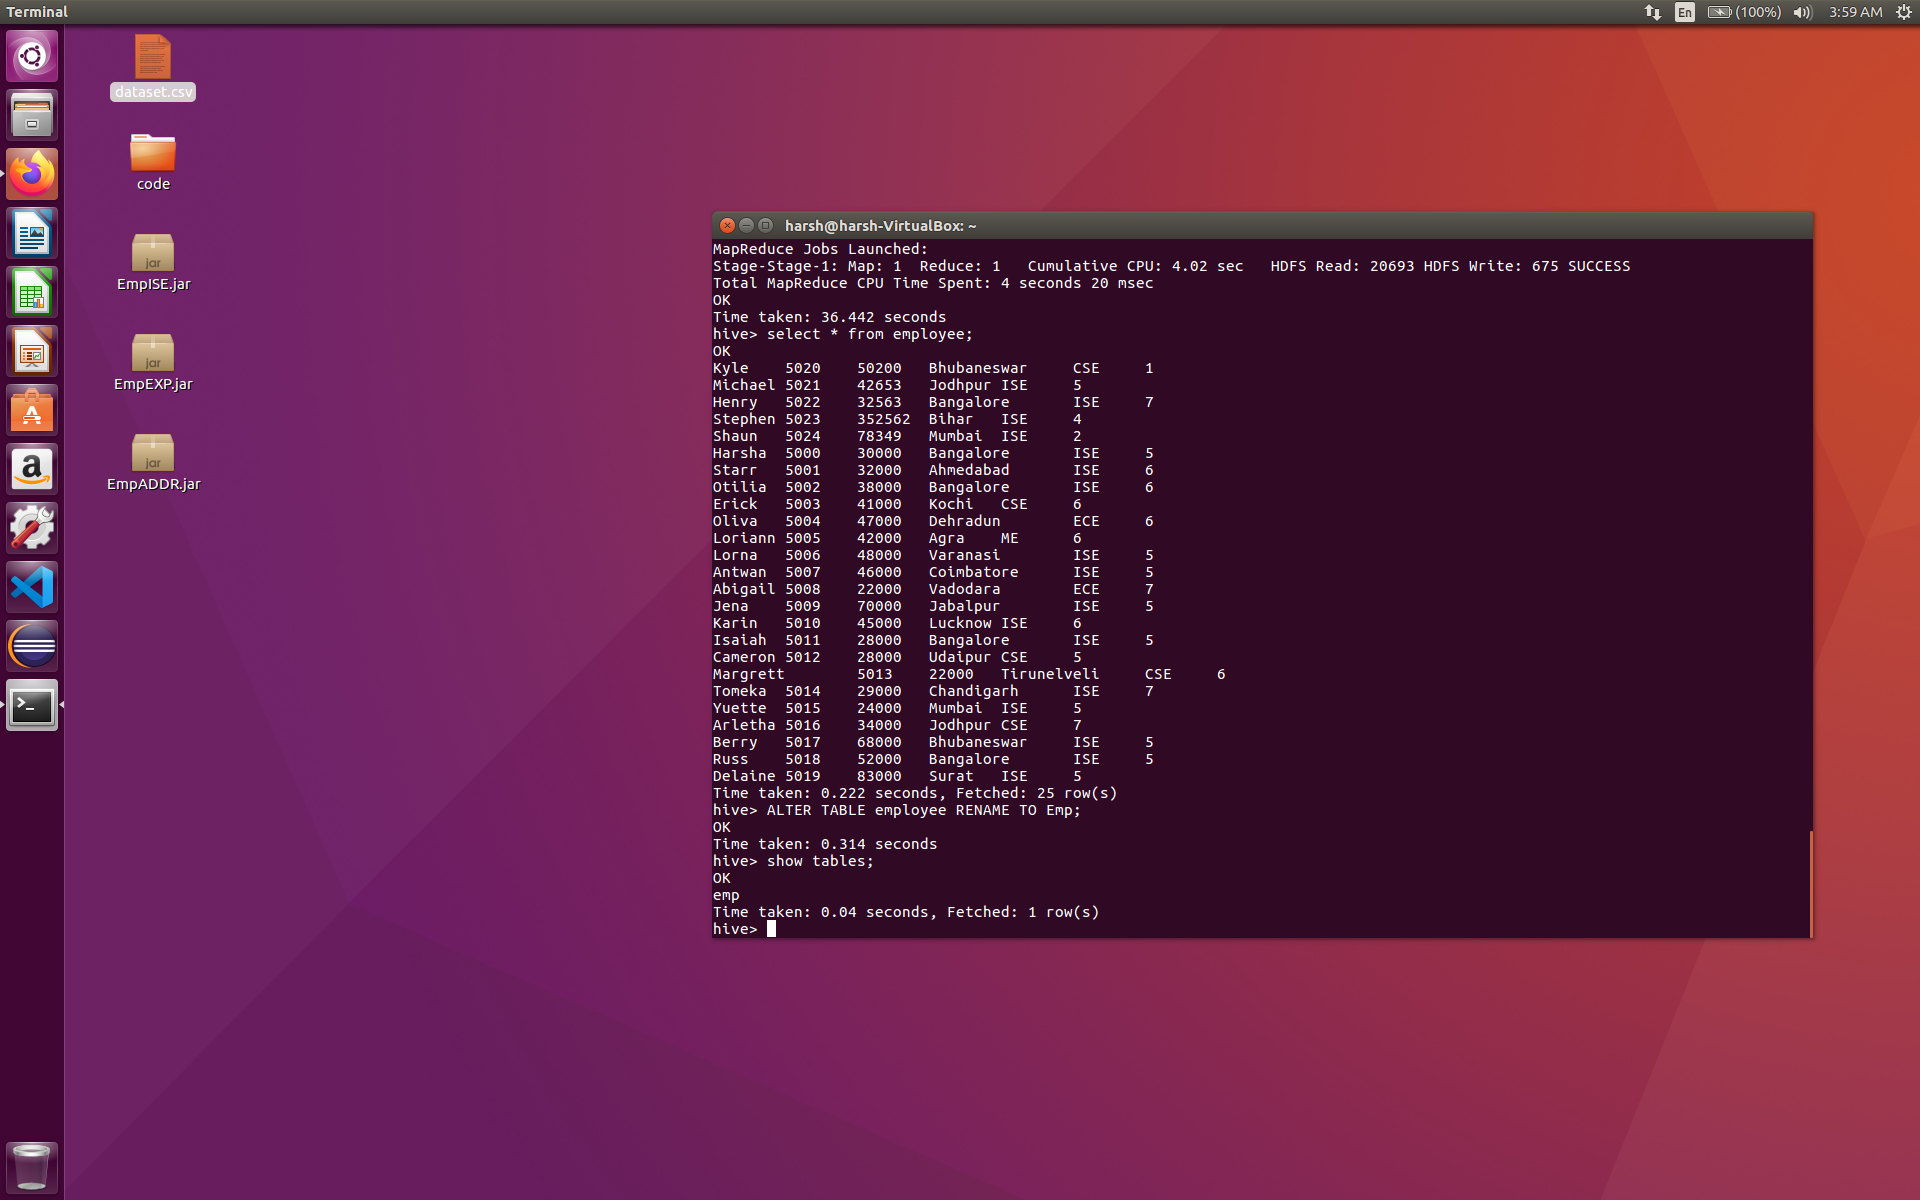 Terminal
En (100%) 3:59 AM
dataset.csv
code
jar
EmpISE.jar
jar
EmpEXP.jar
jar
EmpADDR.jar
harsh@harsh-VirtualBox: ~
MapReduce Jobs Launched:
Stage-Stage-1: Map: 1  Reduce: 1   Cumulative CPU: 4.02 sec   HDFS Read: 20693 HDFS Write: 675 SUCCESS
Total MapReduce CPU Time Spent: 4 seconds 20 msec
OK
Time taken: 36.442 seconds
hive> select * from employee;
OK
Kyle	5020	50200	Bhubaneswar	CSE	1
Michael	5021	42653	Jodhpur	ISE	5
Henry	5022	32563	Bangalore	ISE	7
Stephen	5023	352562	Bihar	ISE	4
Shaun	5024	78349	Mumbai	ISE	2
Harsha	5000	30000	Bangalore	ISE	5
Starr	5001	32000	Ahmedabad	ISE	6
Otilia	5002	38000	Bangalore	ISE	6
Erick	5003	41000	Kochi	CSE	6
Oliva	5004	47000	Dehradun	ECE	6
Loriann	5005	42000	Agra	ME	6
Lorna	5006	48000	Varanasi	ISE	5
Antwan	5007	46000	Coimbatore	ISE	5
Abigail	5008	22000	Vadodara	ECE	7
Jena	5009	70000	Jabalpur	ISE	5
Karin	5010	45000	Lucknow	ISE	6
Isaiah	5011	28000	Bangalore	ISE	5
Cameron	5012	28000	Udaipur	CSE	5
Margrett	5013	22000	Tirunelveli	CSE	6
Tomeka	5014	29000	Chandigarh	ISE	7
Yuette	5015	24000	Mumbai	ISE	5
Arletha	5016	34000	Jodhpur	CSE	7
Berry	5017	68000	Bhubaneswar	ISE	5
Russ	5018	52000	Bangalore	ISE	5
Delaine	5019	83000	Surat	ISE	5
Time taken: 0.222 seconds, Fetched: 25 row(s)
hive> ALTER TABLE employee RENAME TO Emp;
OK
Time taken: 0.314 seconds
hive> show tables;
OK
emp
Time taken: 0.04 seconds, Fetched: 1 row(s)
hive>